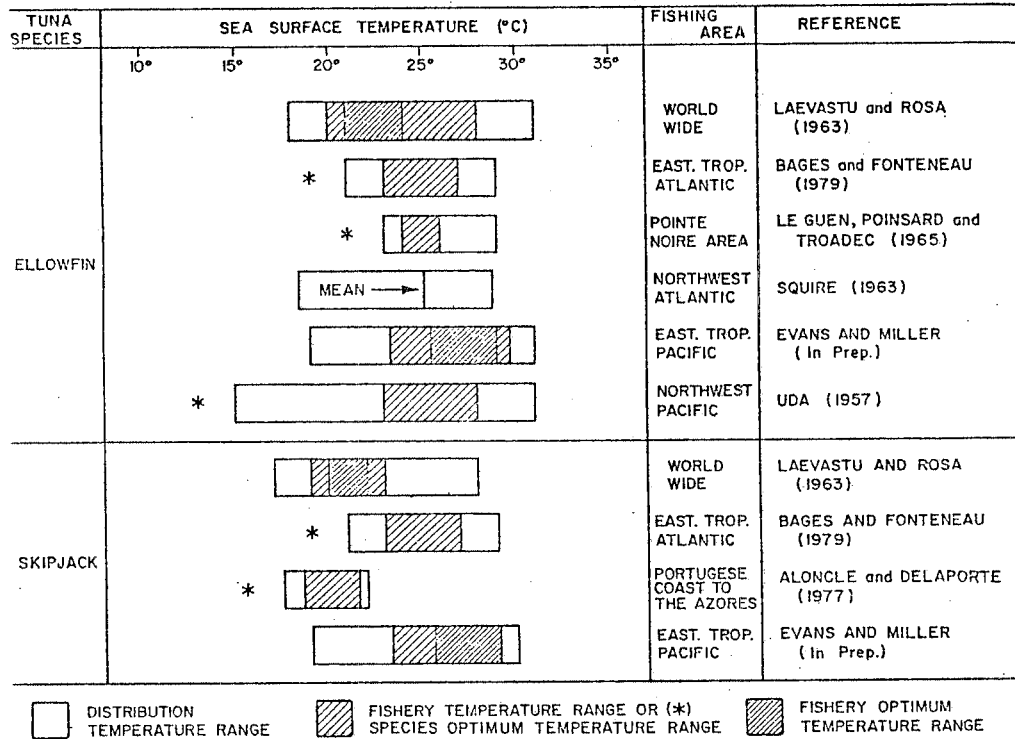 TUNA SPECIES
SEA SURFACE TEMPERATURE (°C)
FISHING AREA
REFERENCE
10° 15° 20° 25° 30° 35°
ELLOWFIN
WORLD WIDE
LAEVASTU and ROSA (1963)
*
EAST. TROP. ATLANTIC
BAGES and FONTENEAU (1979)
*
POINTE NOIRE AREA
LE GUEN, POINSARD and TROADEC (1965)
MEAN
NORTHWEST ATLANTIC
SQUIRE (1963)
EAST. TROP. PACIFIC
EVANS AND MILLER (In Prep.)
*
NORTHWEST PACIFIC
UDA (1957)
SKIPJACK
WORLD WIDE
LAEVASTU AND ROSA (1963)
*
EAST. TROP. ATLANTIC
BAGES AND FONTENEAU (1979)
*
PORTUGESE COAST TO THE AZORES
ALONCLE and DELAPORTE (1977)
EAST. TROP. PACIFIC
EVANS AND MILLER (In Prep.)
DISTRIBUTION TEMPERATURE RANGE
FISHERY TEMPERATURE RANGE OR (*) SPECIES OPTIMUM TEMPERATURE RANGE
FISHERY OPTIMUM TEMPERATURE RANGE